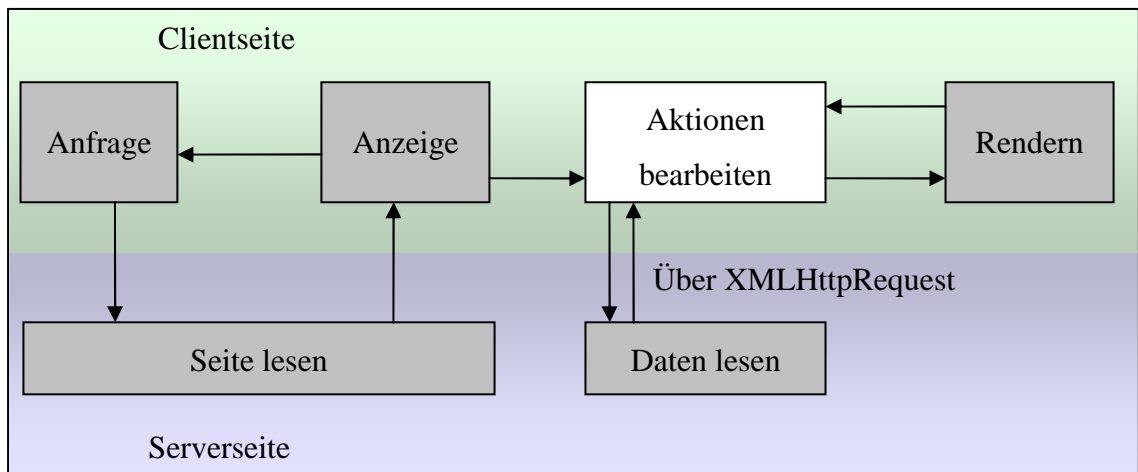 Clientseite
Anfrage
Anzeige
Aktionen
bearbeiten
Rendern
Über XMLHttpRequest
Seite lesen
Daten lesen
Serverseite